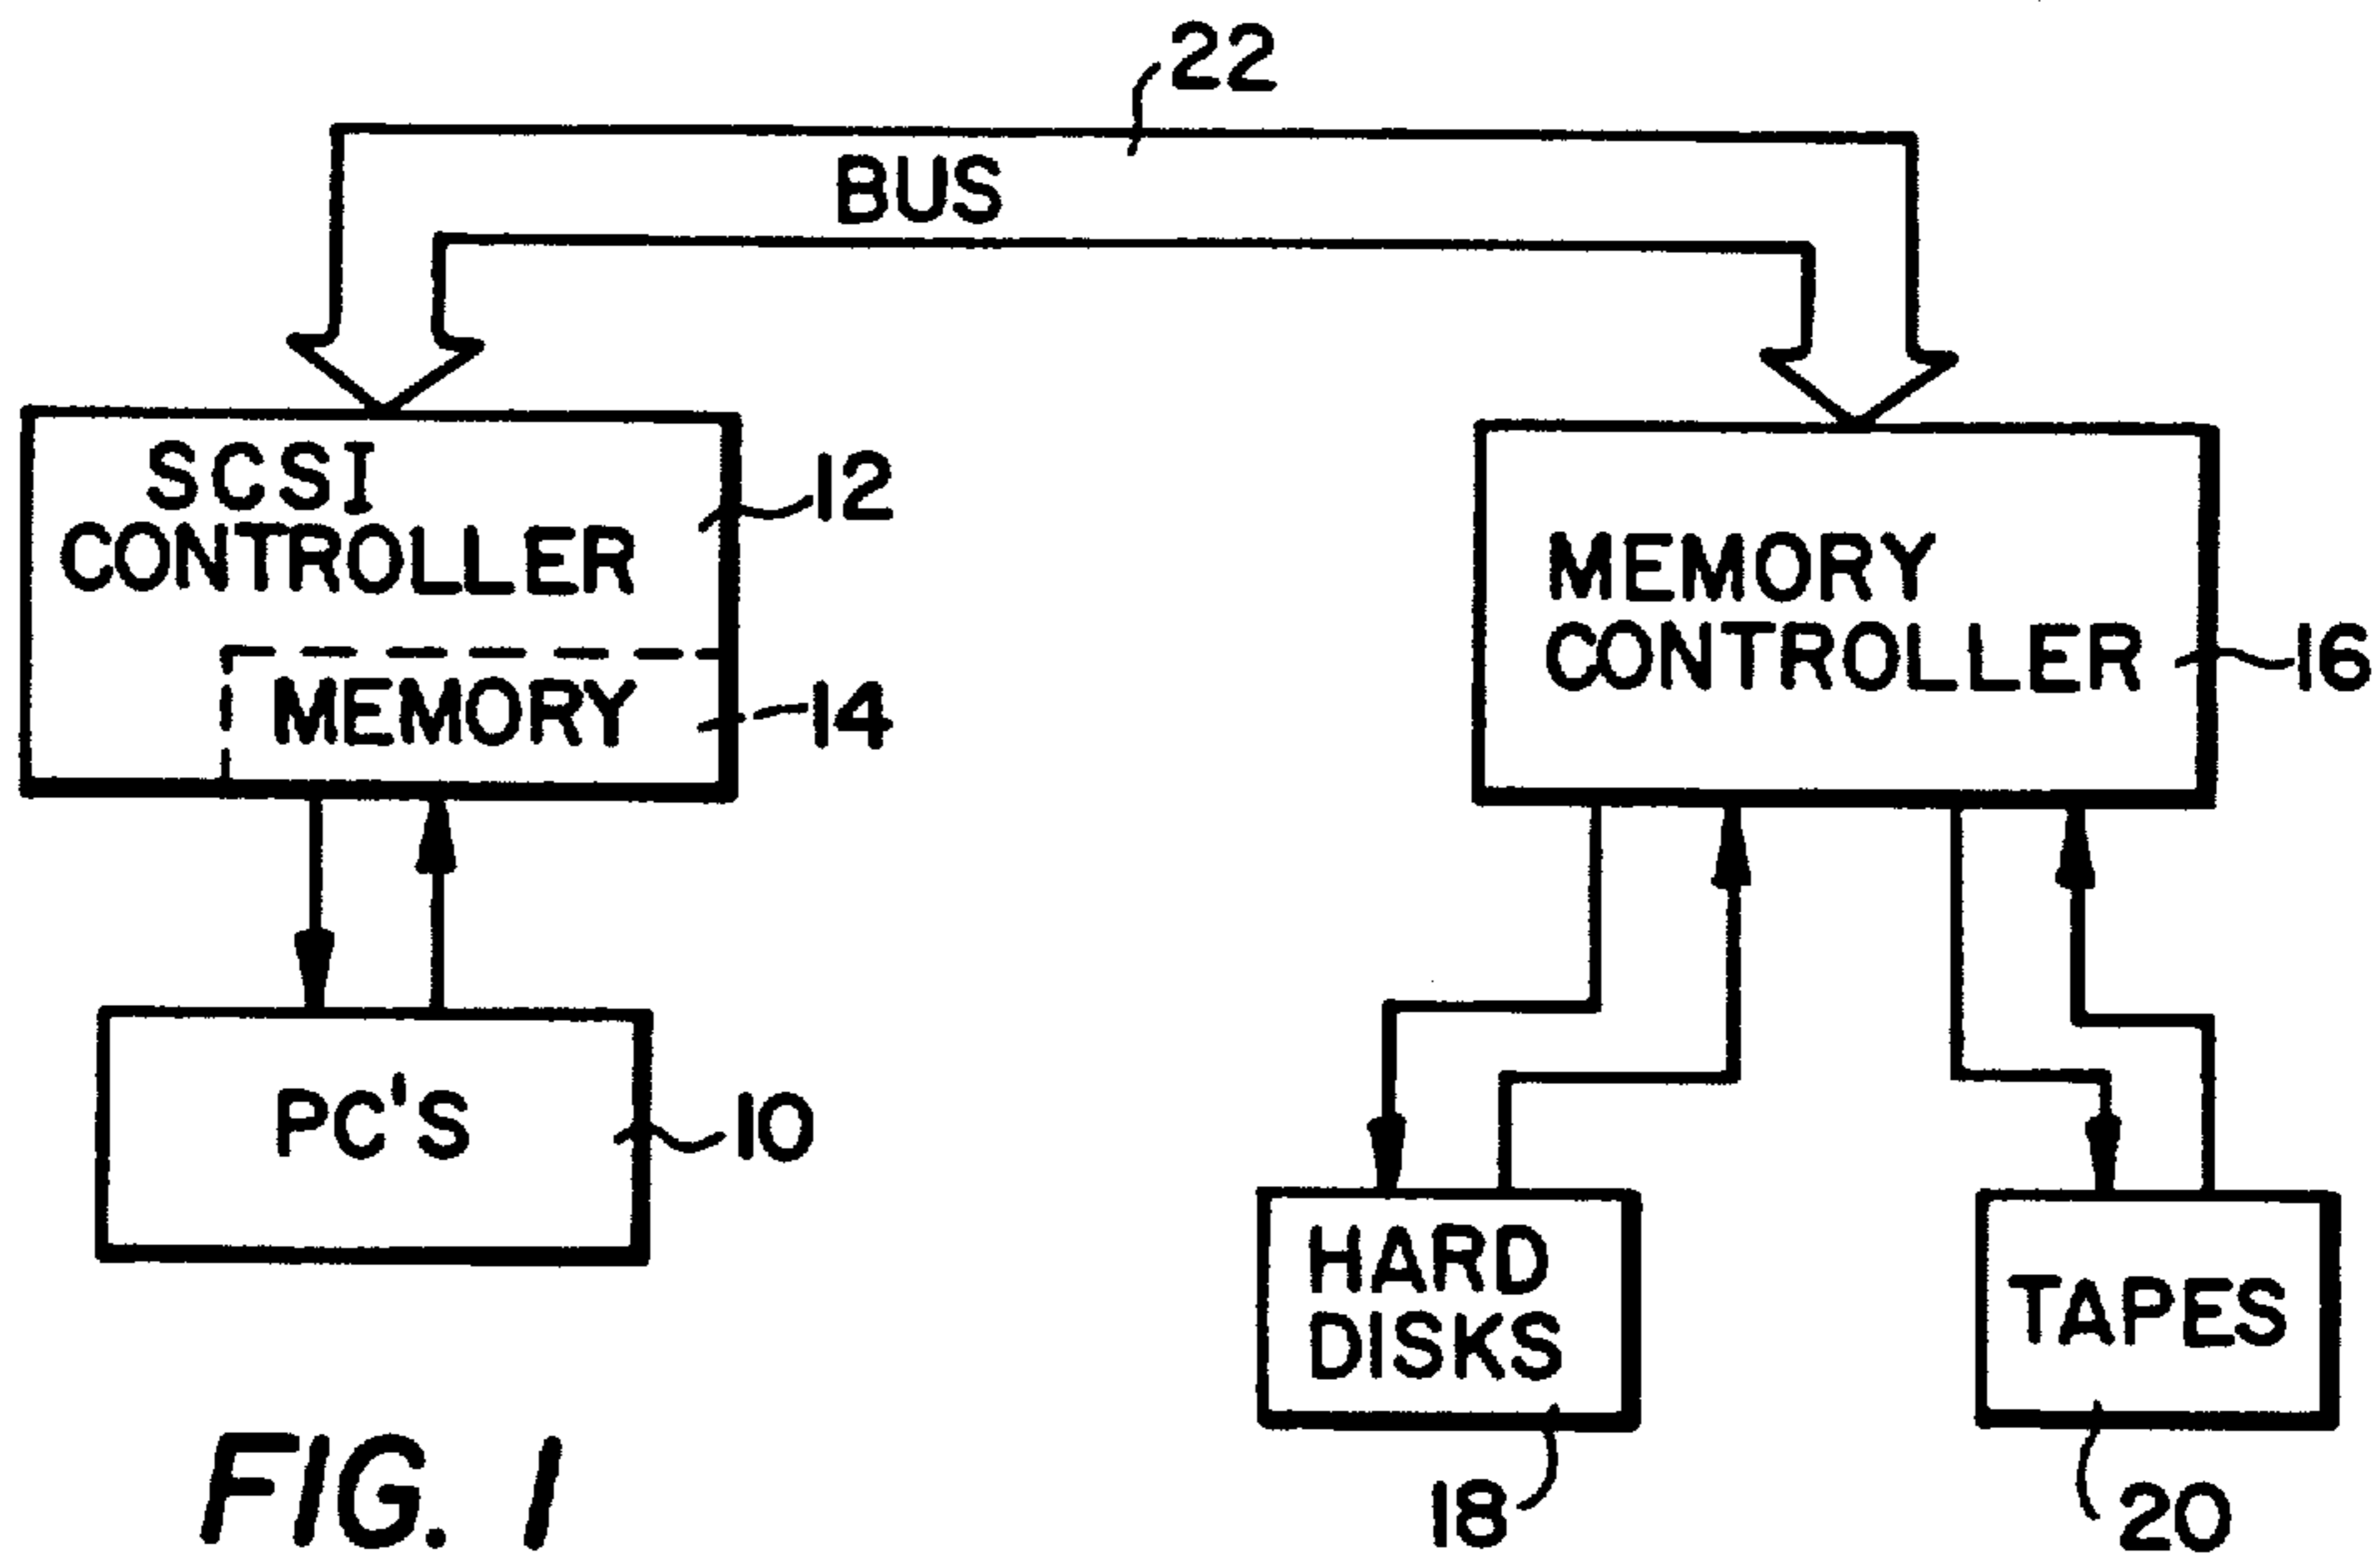 22
BUS
SCSI
CONTROLLER
12
MEMORY
14
MEMORY
CONTROLLER
16
PC'S
10
HARD
DISKS
18
TAPES
20
FIG. 1